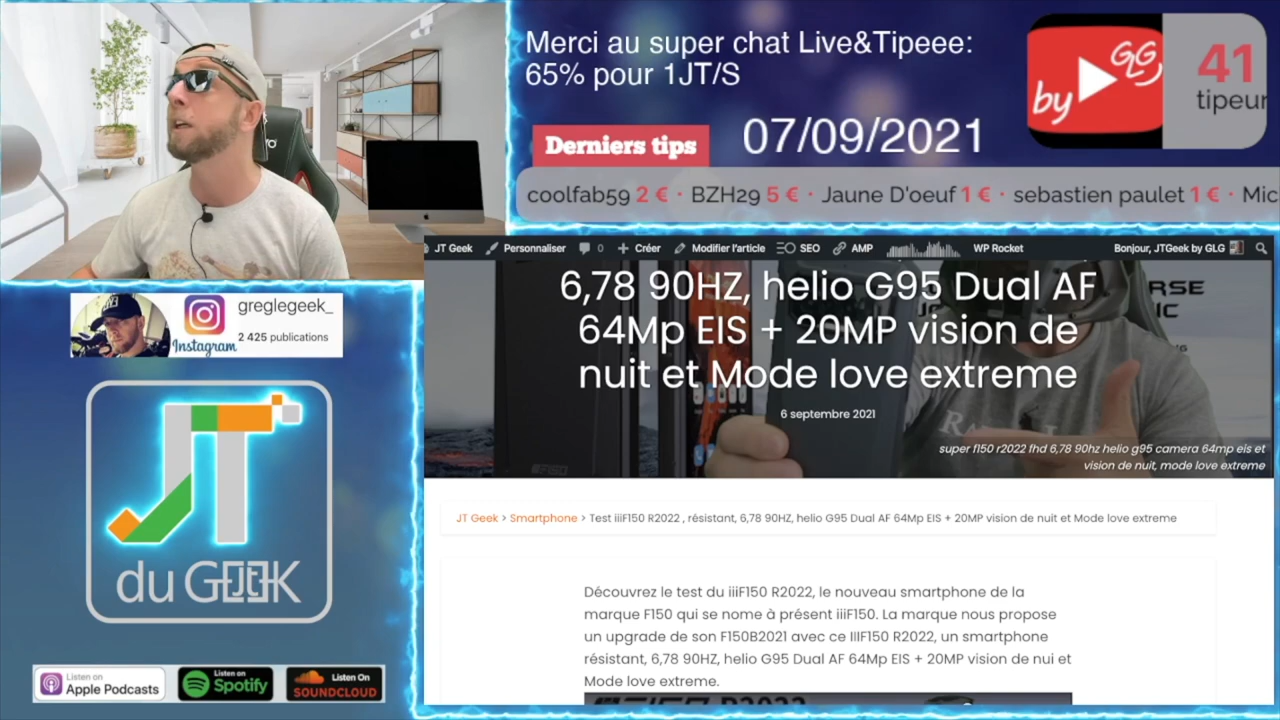 Merci au super chat Live&Tipeee:
65% pour 1JT/S
by GLG
41
tipeur
Derniers tips
07/09/2021
coolfab59 2 € · BZH29 5 € · Jaune D'oeuf 1 € · sebastien paulet 1 € · Mic
JT Geek Personnaliser 0 Créer Modifier l'article SEO AMP WP Rocket Bonjour, JTGeek by GLG
6,78 90HZ, helio G95 Dual AF
64Mp EIS + 20MP vision de
nuit et Mode love extreme
6 septembre 2021
super f150 r2022 fhd 6,78 90hz helio g95 camera 64mp eis et
vision de nuit, mode love extreme
JT Geek > Smartphone > Test iiiF150 R2022 , résistant, 6,78 90HZ, helio G95 Dual AF 64Mp EIS + 20MP vision de nuit et Mode love extreme
Découvrez le test du iiiF150 R2022, le nouveau smartphone de la
marque F150 qui se nome à présent iiiF150. La marque nous propose
un upgrade de son F150B2021 avec ce IIIF150 R2022, un smartphone
résistant, 6,78 90HZ, helio G95 Dual AF 64Mp EIS + 20MP vision de nui et
Mode love extreme.
greglegeek_
Instagram
2 425 publications
JT
du GEEK
Listen on
Apple Podcasts
Listen on
Spotify
Listen On
SOUNDCLOUD